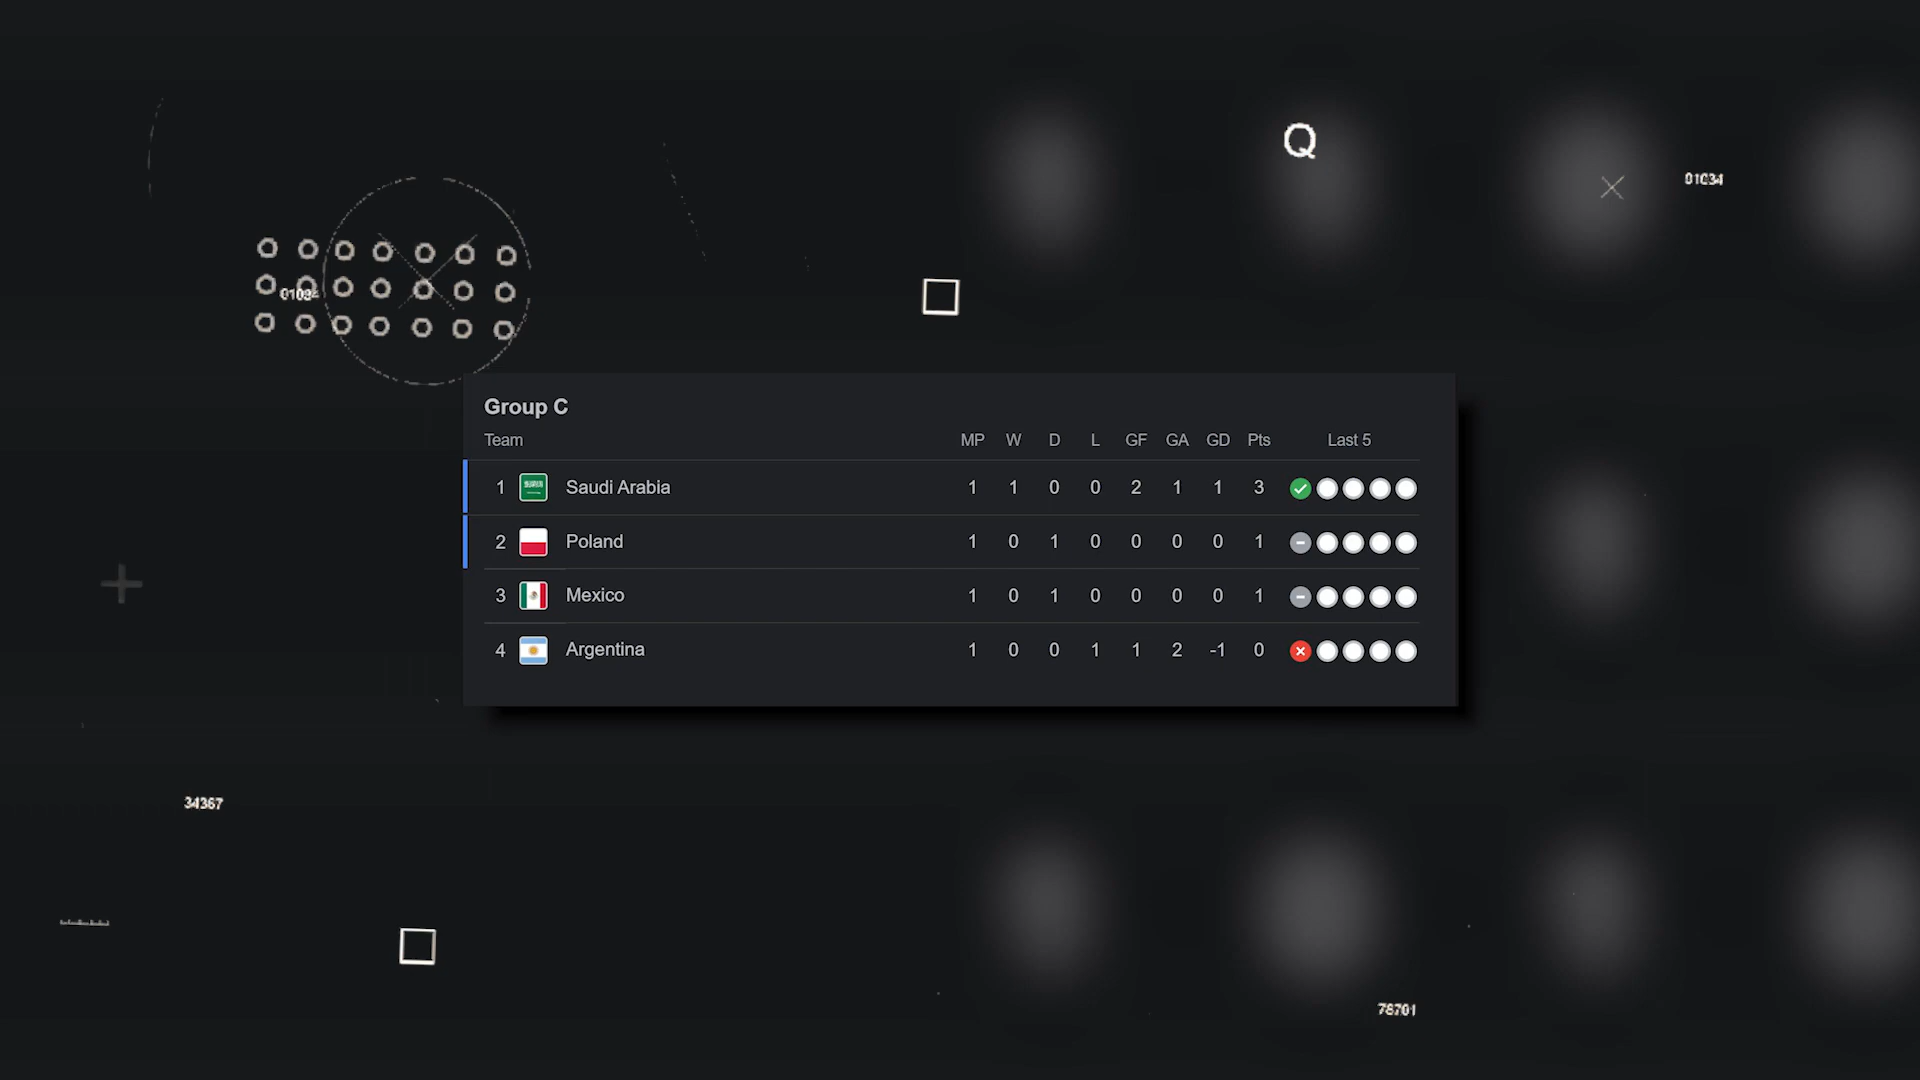 Q
01034
Group C
Team MP W D L GF GA GD Pts Last 5
1 Saudi Arabia 1 1 0 0 2 1 1 3
2 Poland 1 0 1 0 0 0 0 1
3 Mexico 1 0 1 0 0 0 0 1
4 Argentina 1 0 0 1 1 2 -1 0
34367
78701